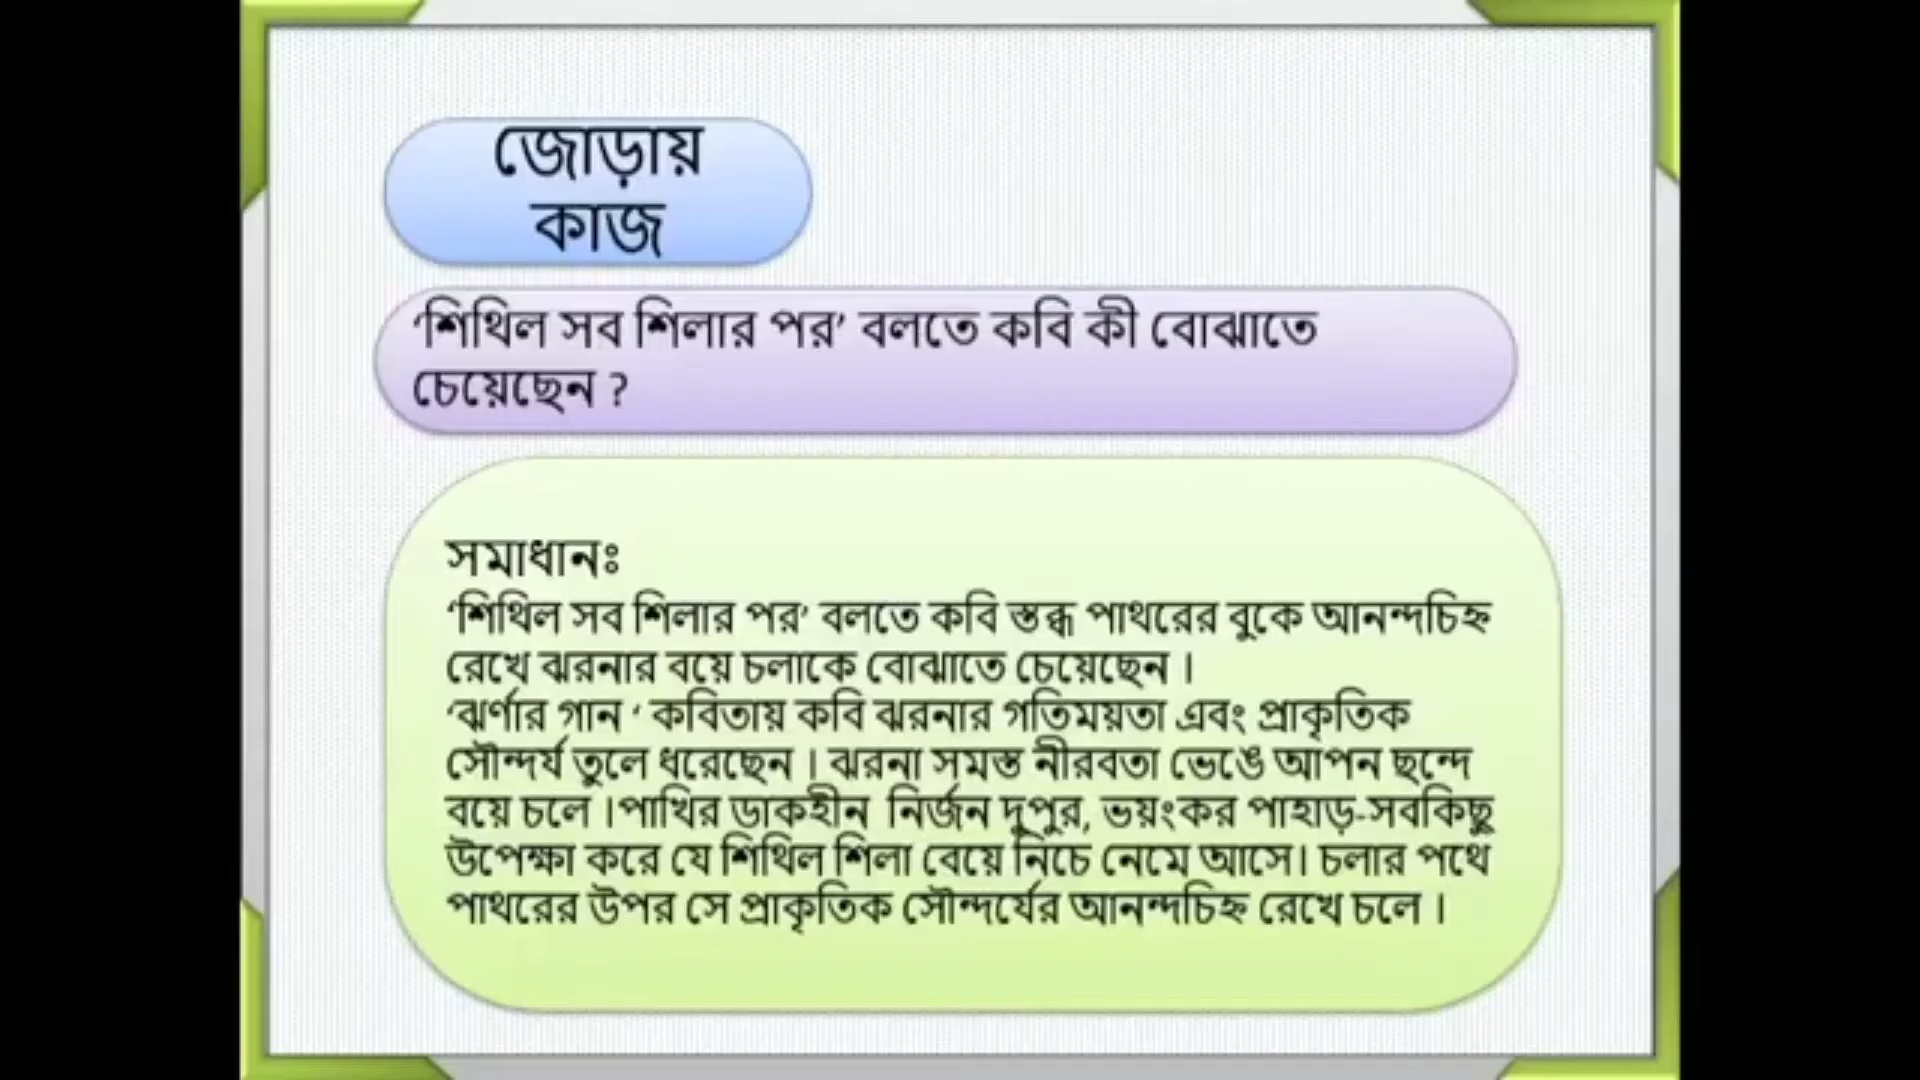 জোড়ায়
কাজ
‘শিথিল সব শিলার পর’ বলতে কবি কী বোঝাতে
চেয়েছেন ?
সমাধানঃ
‘শিথিল সব শিলার পর’ বলতে কবি স্তব্ধ পাথরের বুকে আনন্দচিহ্ন
রেখে ঝরনার বয়ে চলাকে বোঝাতে চেয়েছেন ।
‘ঝর্ণার গান ‘ কবিতায় কবি ঝরনার গতিময়তা এবং প্রাকৃতিক
সৌন্দর্য তুলে ধরেছেন । ঝরনা সমস্ত নীরবতা ভেঙে আপন ছন্দে
বয়ে চলে ।পাখির ডাকহীন নির্জন দুপুর, ভয়ংকর পাহাড়-সবকিছু
উপেক্ষা করে যে শিথিল শিলা বেয়ে নিচে নেমে আসে। চলার পথে
পাথরের উপর সে প্রাকৃতিক সৌন্দর্যের আনন্দচিহ্ন রেখে চলে ।